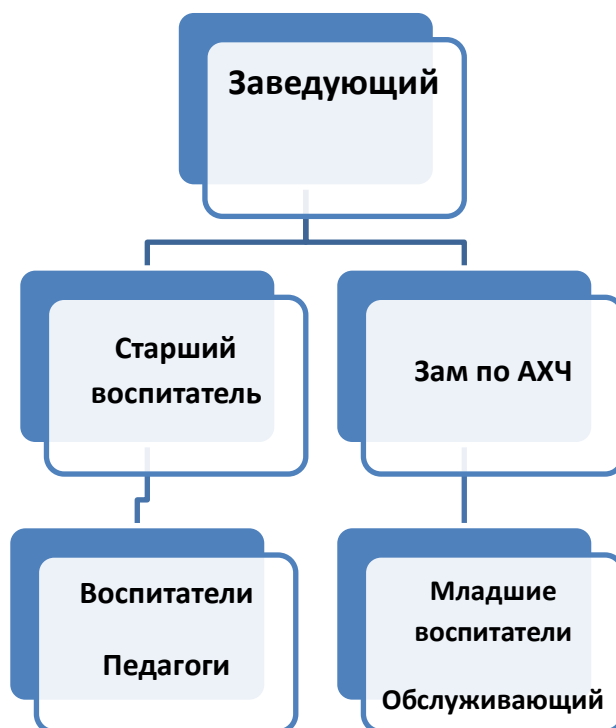 Заведующий
Старший
воспитатель
Зам по АХЧ
Воспитатели
Педагоги
Младшие
воспитатели
Обслуживающий